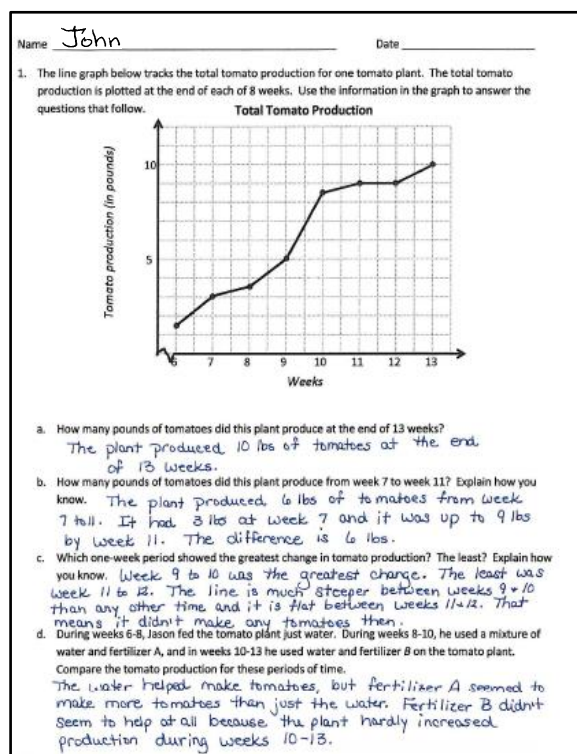 Name John Date
1. The line graph below tracks the total tomato production for one tomato plant. The total tomato
production is plotted at the end of each of 8 weeks. Use the information in the graph to answer the
questions that follow.
Total Tomato Production
Tomato production (in pounds)
10
5
6 7 8 9 10 11 12 13
Weeks
a. How many pounds of tomatoes did this plant produce at the end of 13 weeks?
The plant produced 10 lbs of tomatoes at the end
of 13 weeks.
b. How many pounds of tomatoes did this plant produce from week 7 to week 11? Explain how you
know. The plant produced 6 lbs of tomatoes from week
7 to 11. It had 3 lbs at week 7 and it was up to 9 lbs
by week 11. The difference is 6 lbs.
c. Which one-week period showed the greatest change in tomato production? The least? Explain how
you know. Week 9 to 10 was the greatest change. The least was
week 11 to 12. The line is much steeper between weeks 9 + 10
than any other time and it is flat between weeks 11+12. That
means it didn't make any tomatoes then.
d. During weeks 6-8, Jason fed the tomato plant just water. During weeks 8-10, he used a mixture of
water and fertilizer A, and in weeks 10-13 he used water and fertilizer B on the tomato plant.
Compare the tomato production for these periods of time.
The water helped make tomatoes, but fertilizer A seemed to
make more tomatoes than just the water. Fertilizer B didn't
seem to help at all because the plant hardly increased
production during weeks 10-13.